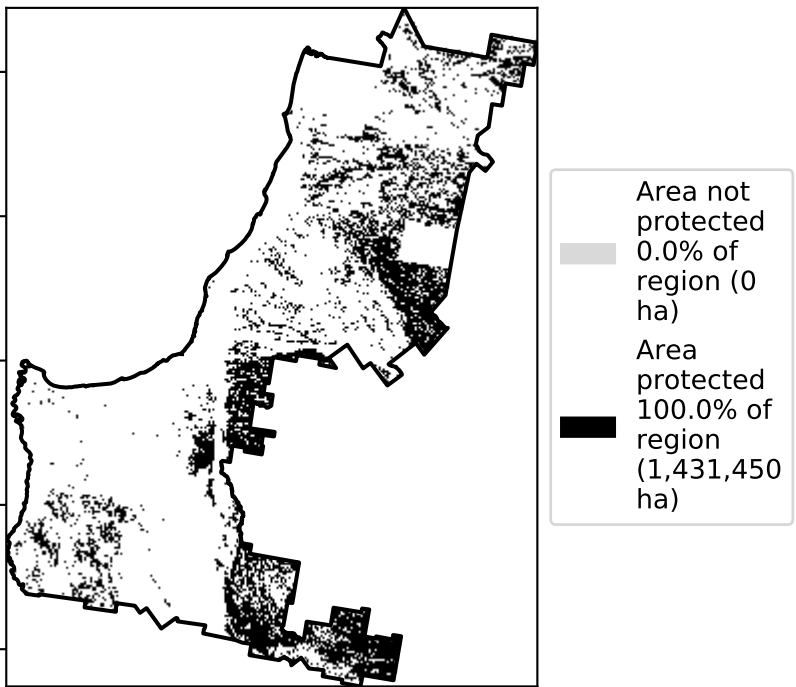 Area not
protected
0.0% of
region (0
ha)
Area
protected
100.0% of
region
(1,431,450
ha)